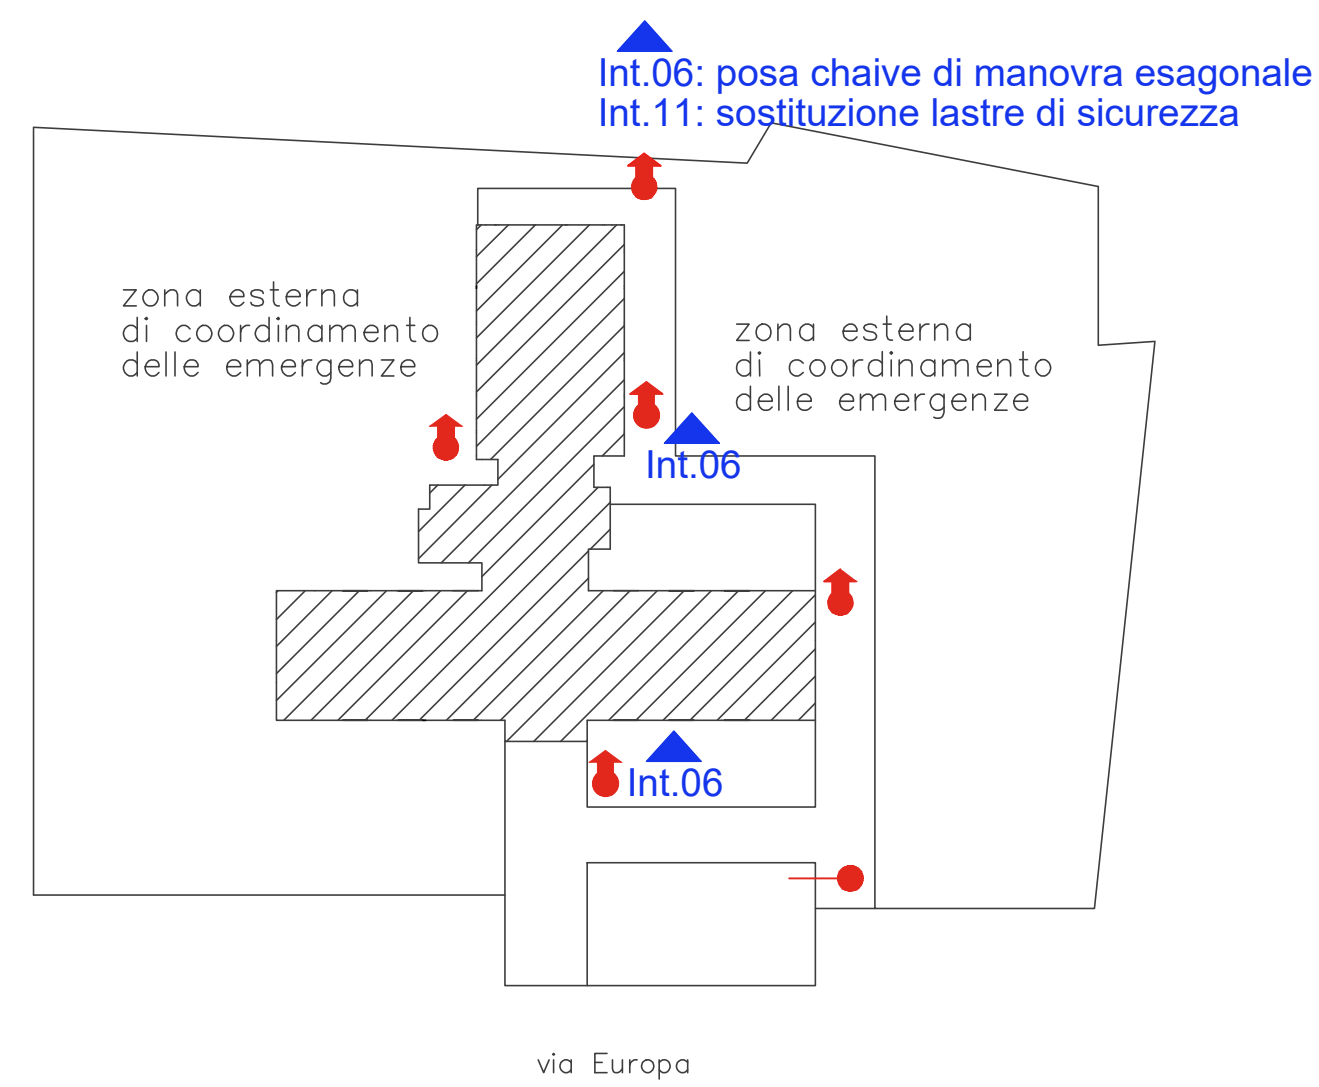 Int.06: posa chaive di manovra esagonale
Int.11: sostituzione lastre di sicurezza
zona esterna
di coordinamento
delle emergenze
zona esterna
di coordinamento
delle emergenze
Int.06
Int.06
via Europa